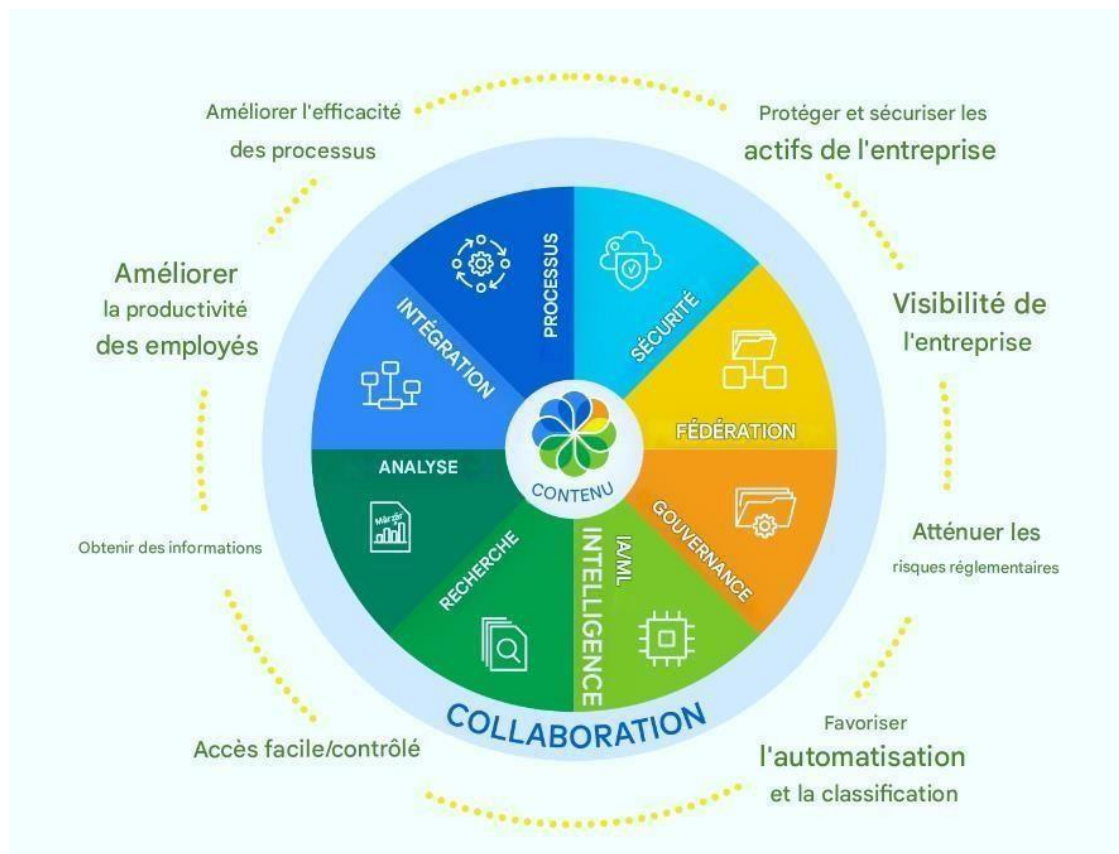 Améliorer l'efficacité
des processus
Protéger et sécuriser les
actifs de l'entreprise
Améliorer
la productivité
des employés
Visibilité de
l'entreprise
PROCESSUS
SÉCURITÉ
INTÉGRATION
FÉDÉRATION
ANALYSE
CONTENU
GOUVERNANCE
RECHERCHE
IA/ML
INTELLIGENCE
Obtenir des informations
Atténuer les
risques réglementaires
COLLABORATION
Accès facile/contrôlé
Favoriser
l'automatisation
et la classification